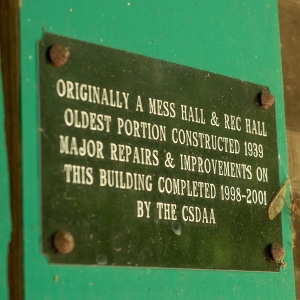 ORIGINALLY A MESS HALL & REC HALL
OLDEST PORTION CONSTRUCTED 1939
MAJOR REPAIRS & IMPROVEMENTS ON
THIS BUILDING COMPLETED 1998-2001
BY THE CSDAA